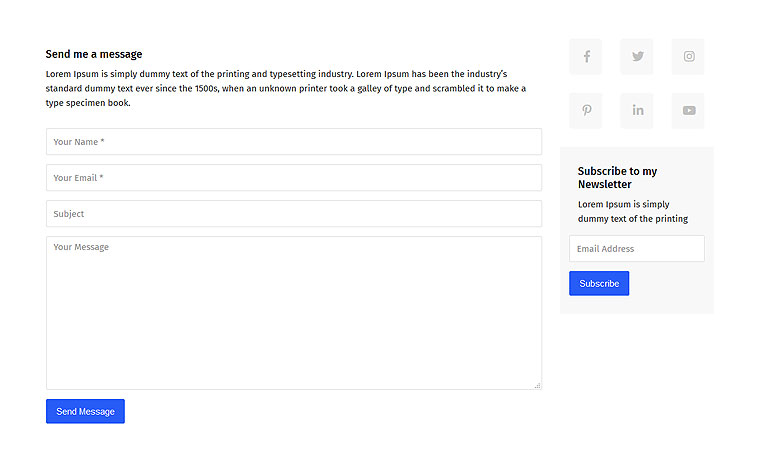 Send me a message
Lorem Ipsum is simply dummy text of the printing and typesetting industry. Lorem Ipsum has been the industry's
standard dummy text ever since the 1500s, when an unknown printer took a galley of type and scrambled it to make a
type specimen book.
Your Name *
Your Email *
Subject
Your Message
Send Message
Subscribe to my
Newsletter
Lorem Ipsum is simply
dummy text of the printing
Email Address
Subscribe